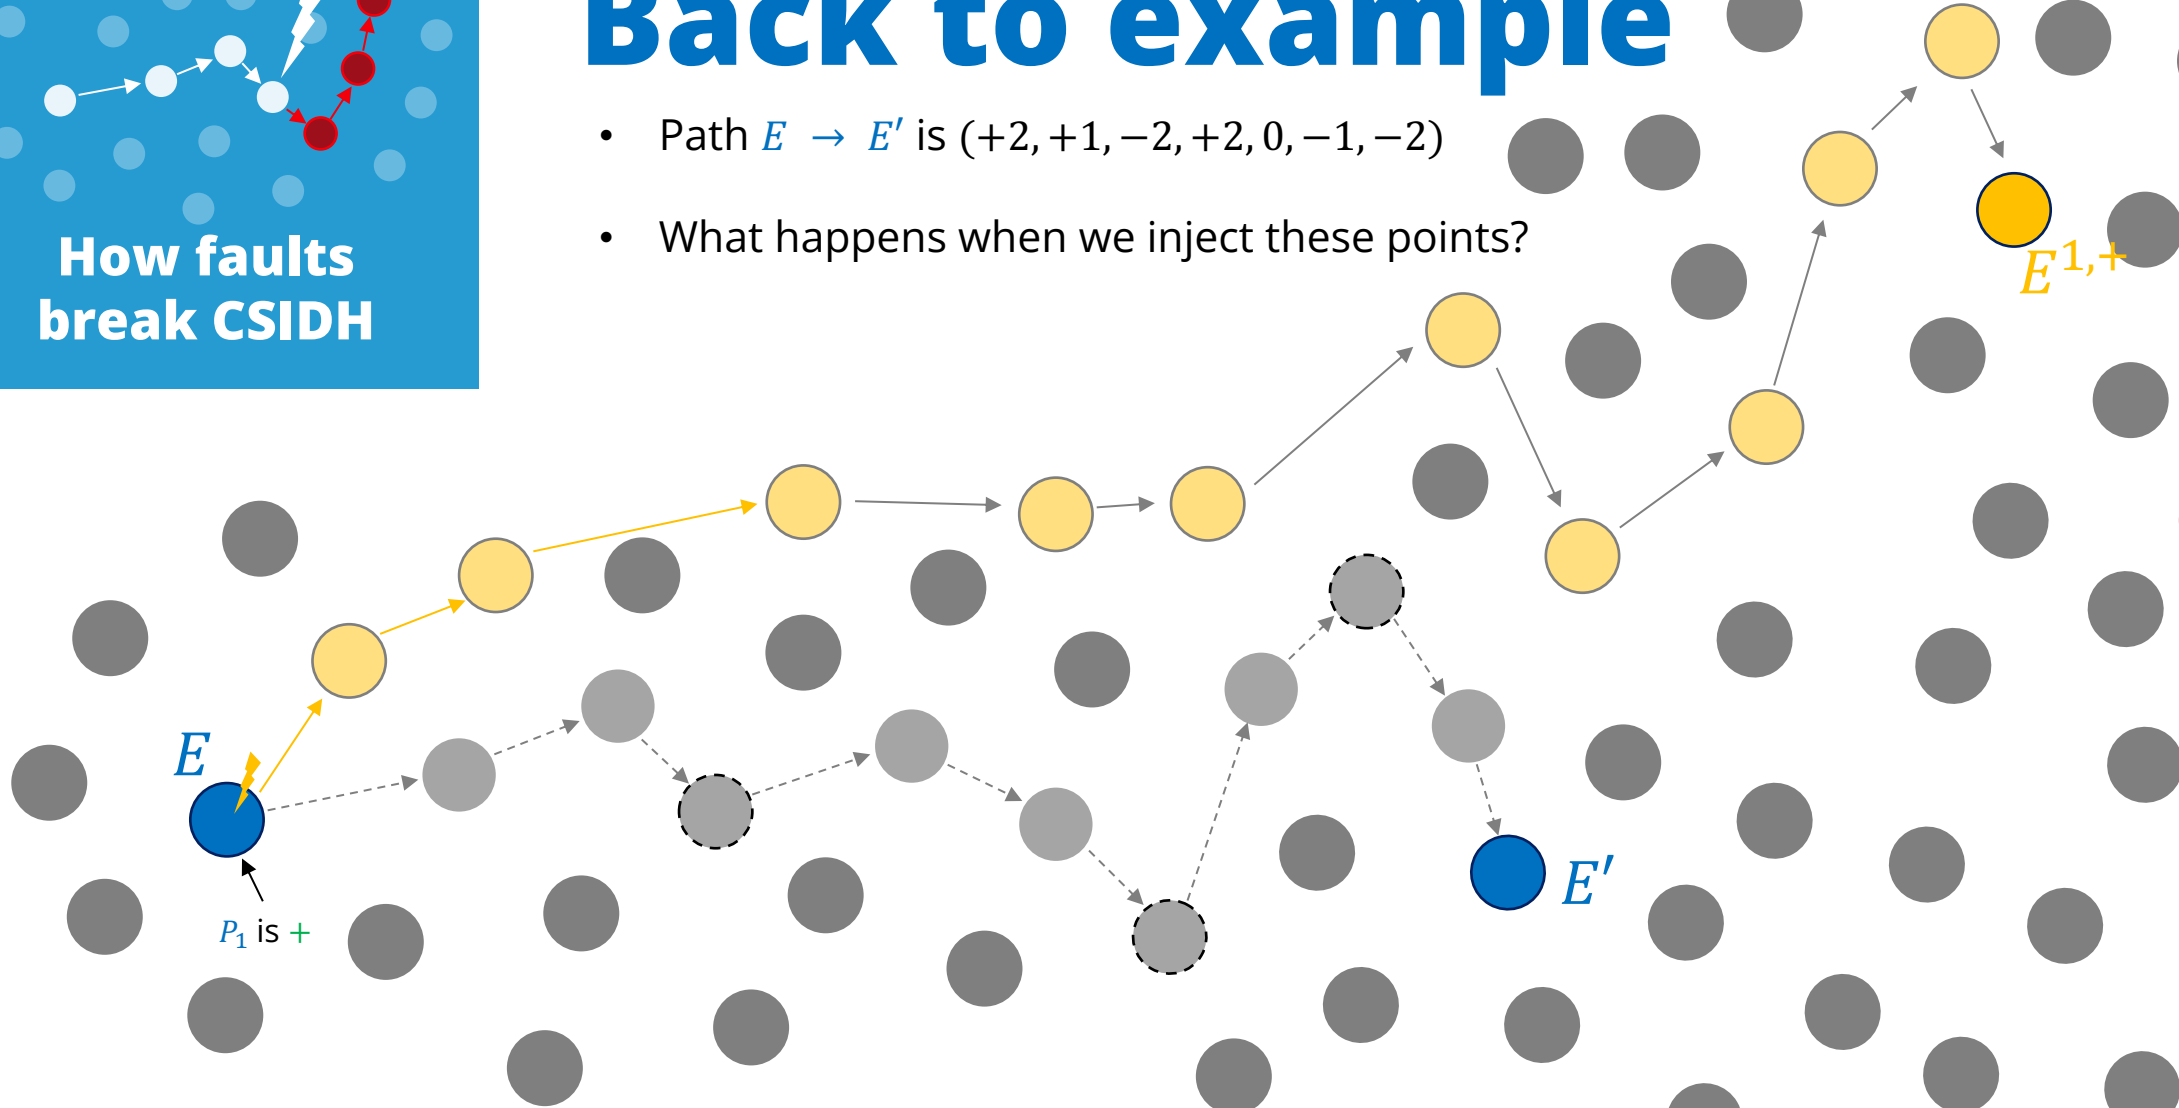 Back to example
How faults
break CSIDH
• Path E → E′ is (+2, +1, −2, +2, 0, −1, −2)
• What happens when we inject these points?
E^{1,+}
E
E′
P_1 is +